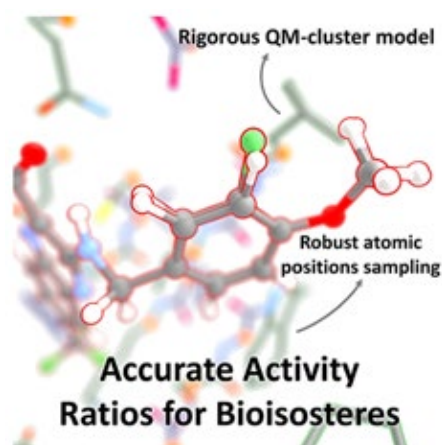 Rigorous QM-cluster model
Robust atomic
positions sampling
Accurate Activity
Ratios for Bioisosteres